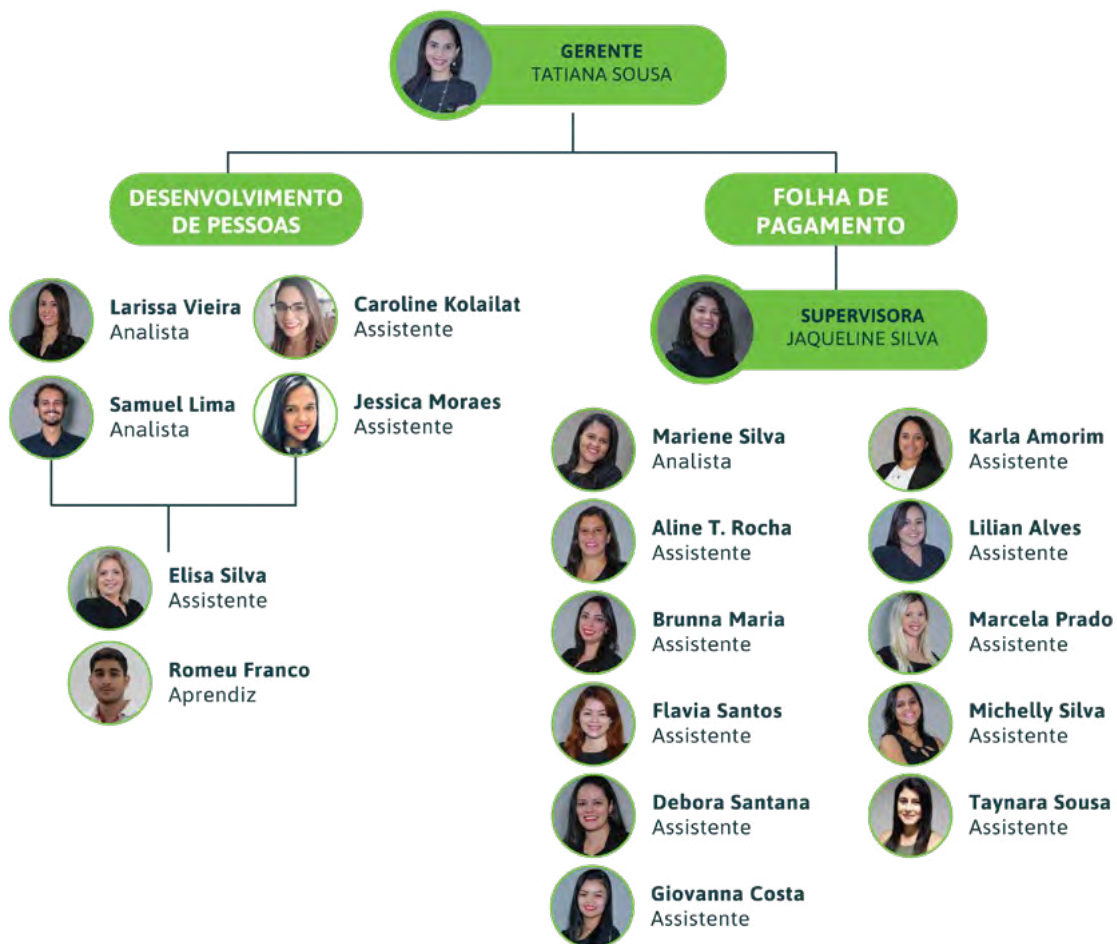 GERENTE
TATIANA SOUSA
DESENVOLVIMENTO
DE PESSOAS
Larissa Vieira
Analista
Caroline Kolailat
Assistente
Samuel Lima
Analista
Jessica Moraes
Assistente
Elisa Silva
Assistente
Romeu Franco
Aprendiz
FOLHA DE
PAGAMENTO
SUPERVISORA
JAQUELINE SILVA
Mariene Silva
Analista
Karla Amorim
Assistente
Aline T. Rocha
Assistente
Lilian Alves
Assistente
Brunna Maria
Assistente
Marcela Prado
Assistente
Flavia Santos
Assistente
Michelly Silva
Assistente
Debora Santana
Assistente
Taynara Sousa
Assistente
Giovanna Costa
Assistente